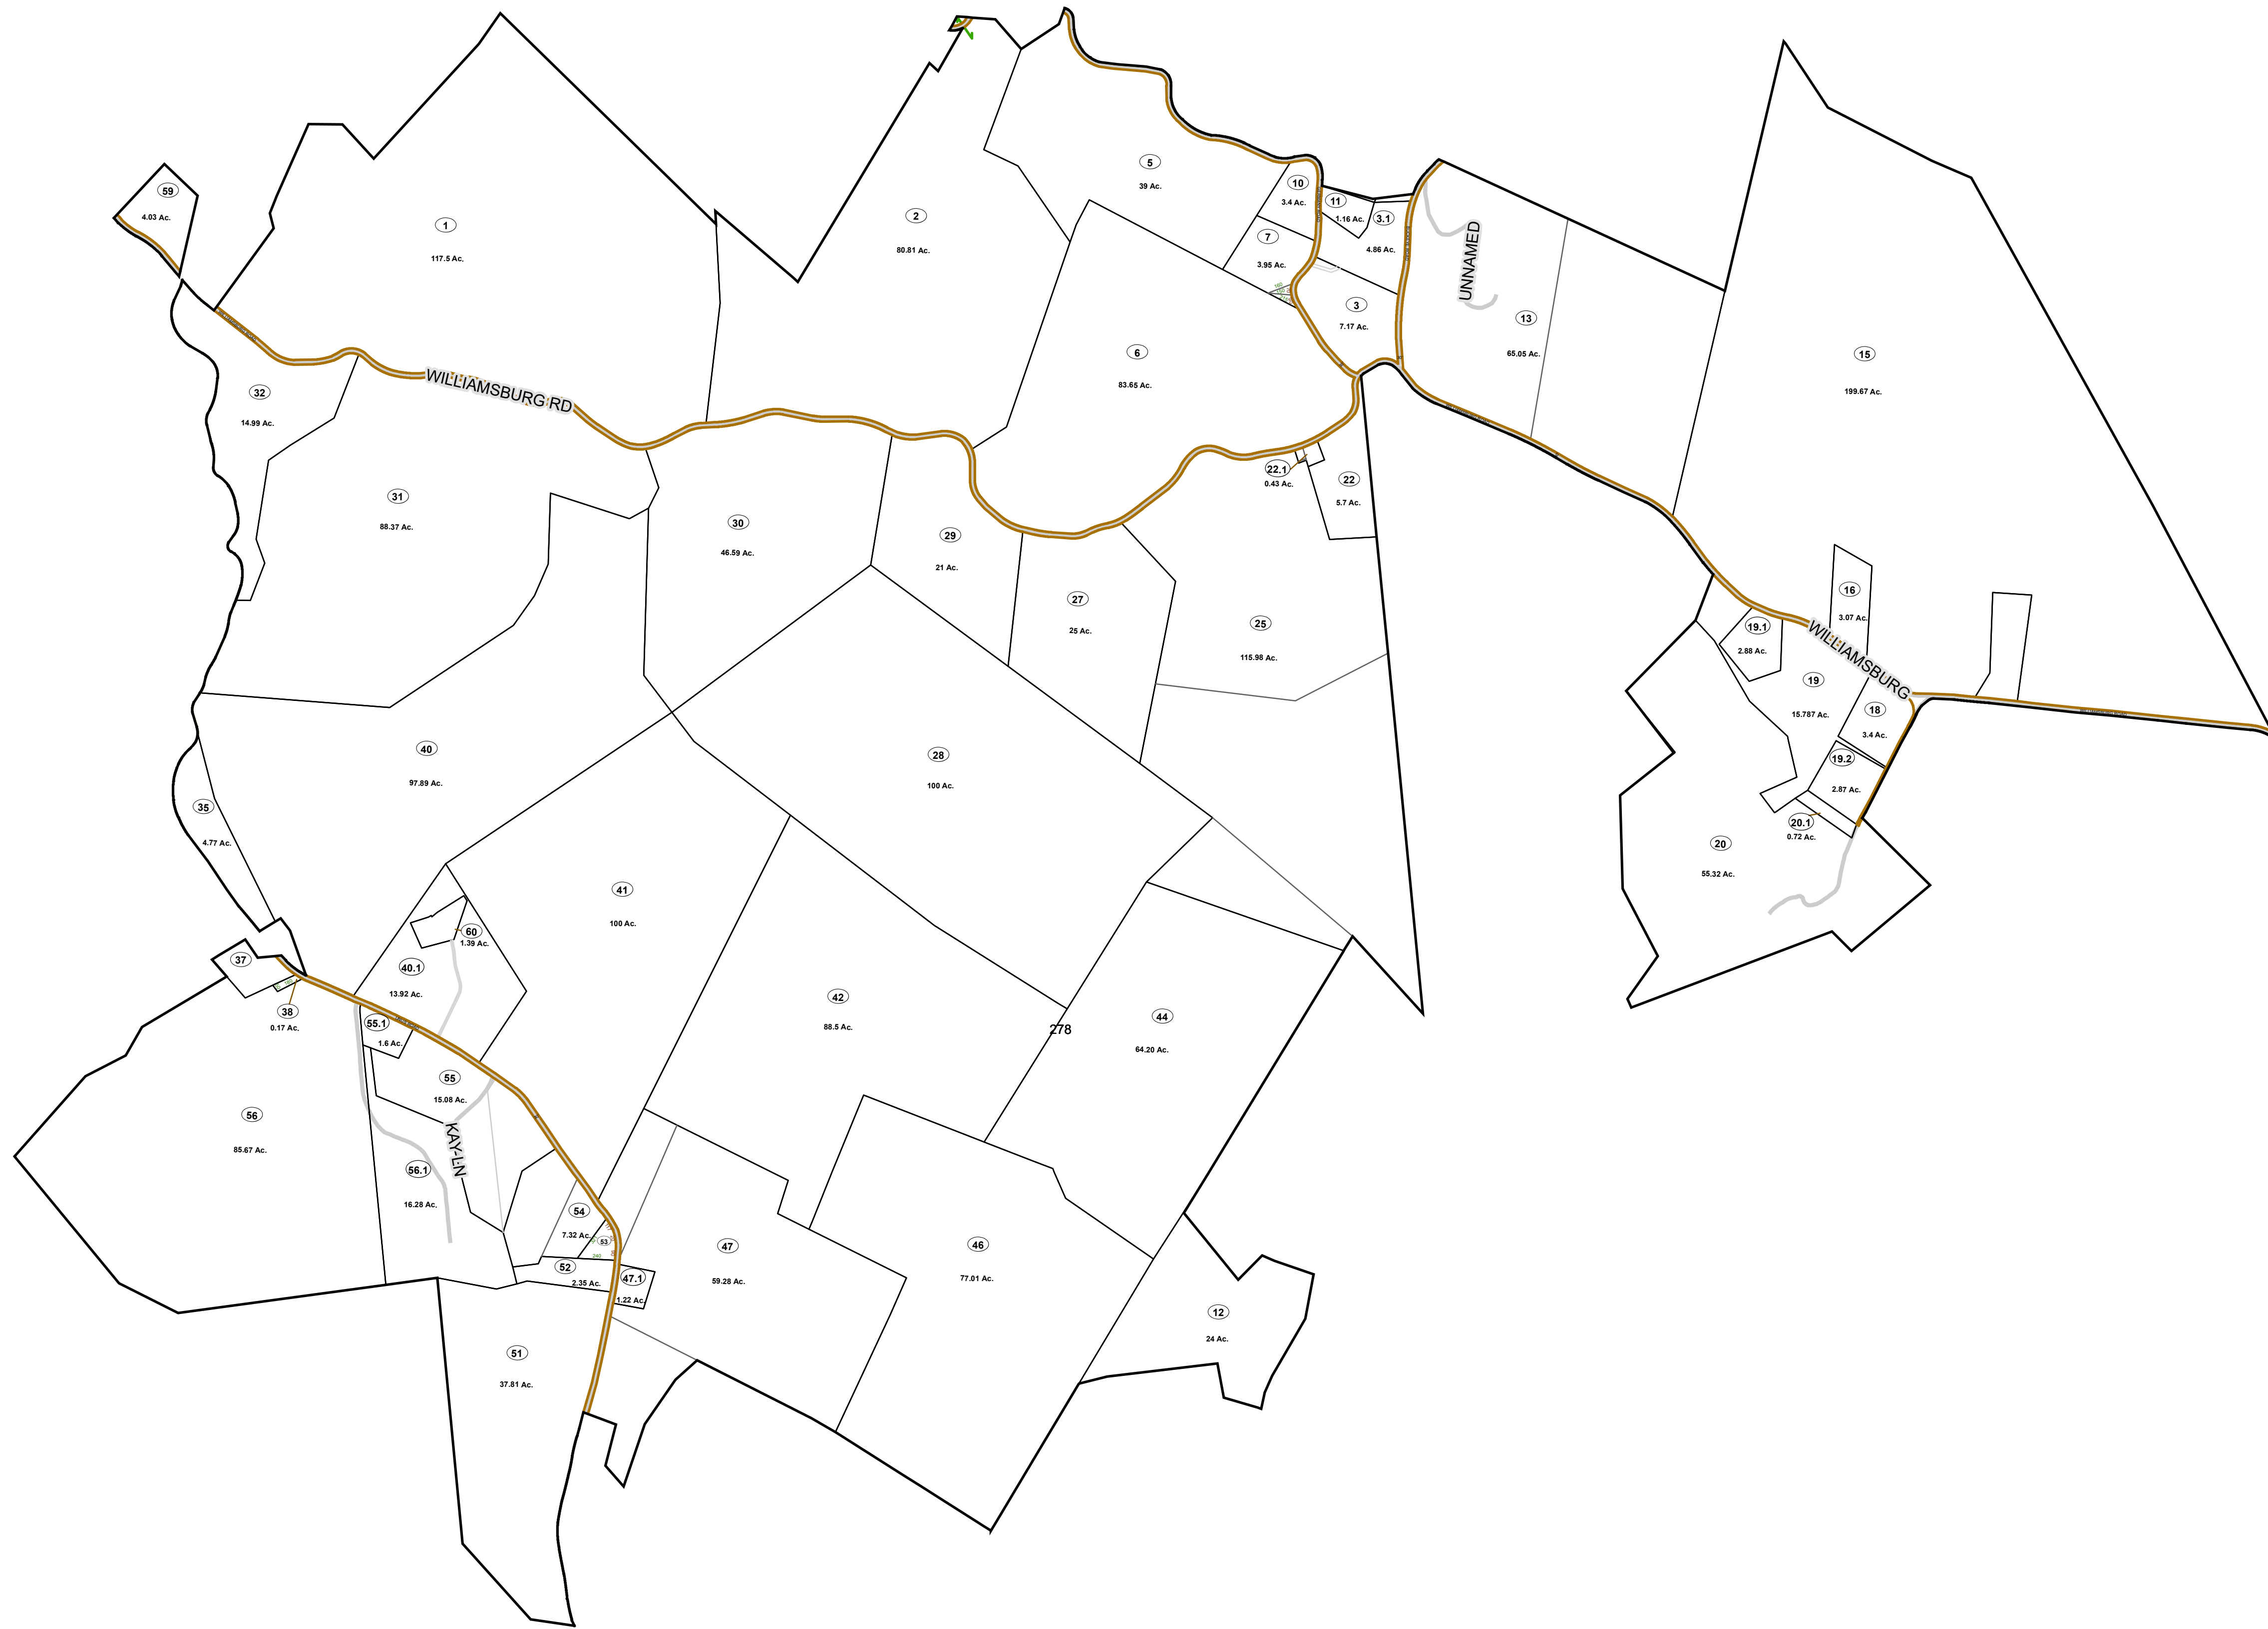 59
4.03 Ac.
1
117.5 Ac.
2
80.81 Ac.
5
39 Ac.
10
3.4 Ac.
11
1.16 Ac.
3.1
4.86 Ac.
7
3.95 Ac.
3
7.17 Ac.
UNNAMED
13
65.05 Ac.
15
199.67 Ac.
6
83.65 Ac.
WILLIAMSBURG RD
32
14.99 Ac.
31
88.37 Ac.
30
46.59 Ac.
29
21 Ac.
27
25 Ac.
22.1
0.43 Ac.
22
5.7 Ac.
25
115.98 Ac.
16
3.07 Ac.
19.1
2.88 Ac.
WILLIAMSBURG
19
15.787 Ac.
18
3.4 Ac.
19.2
2.87 Ac.
20.1
0.72 Ac.
20
55.32 Ac.
40
97.89 Ac.
28
100 Ac.
35
4.77 Ac.
41
100 Ac.
60
1.39 Ac.
37
40.1
13.92 Ac.
38
0.17 Ac.
55.1
1.6 Ac.
42
88.5 Ac.
278
44
64.20 Ac.
55
15.08 Ac.
56
85.67 Ac.
KAY LN
56.1
16.28 Ac.
54
7.32 Ac.
53
240
52
2.35 Ac.
47.1
1.22 Ac.
47
59.28 Ac.
46
77.01 Ac.
12
24 Ac.
51
37.81 Ac.